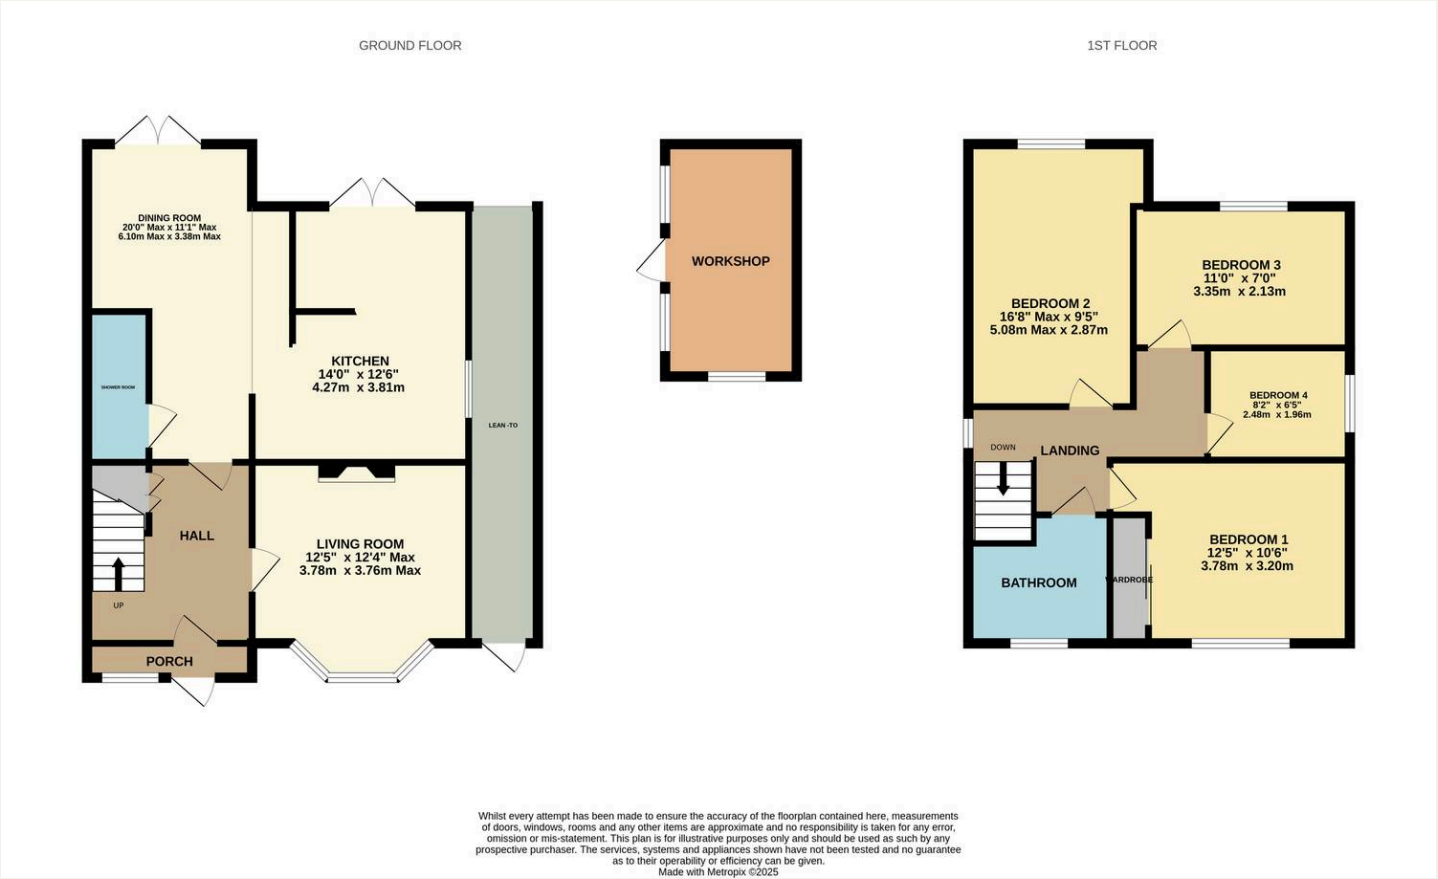 GROUND FLOOR
1ST FLOOR
DINING ROOM
20'0" Max x 11'1" Max
6.10m Max x 3.38m Max
SHOWER ROOM
KITCHEN
14'0" x 12'6"
4.27m x 3.81m
LEAN -TO
HALL
UP
LIVING ROOM
12'5" x 12'4" Max
3.78m x 3.76m Max
PORCH
WORKSHOP
BEDROOM 2
16'8" Max x 9'5"
5.08m Max x 2.87m
BEDROOM 3
11'0" x 7'0"
3.35m x 2.13m
BEDROOM 4
8'2" x 6'5"
2.48m x 1.96m
DOWN
LANDING
BEDROOM 1
12'5" x 10'6"
3.78m x 3.20m
BATHROOM
WARDROBE
Whilst every attempt has been made to ensure the accuracy of the floorplan contained here, measurements
of doors, windows, rooms and any other items are approximate and no responsibility is taken for any error,
omission or mis-statement. This plan is for illustrative purposes only and should be used as such by any
prospective purchaser. The services, systems and appliances shown have not been tested and no guarantee
as to their operability or efficiency can be given.
Made with Metropix ©2025